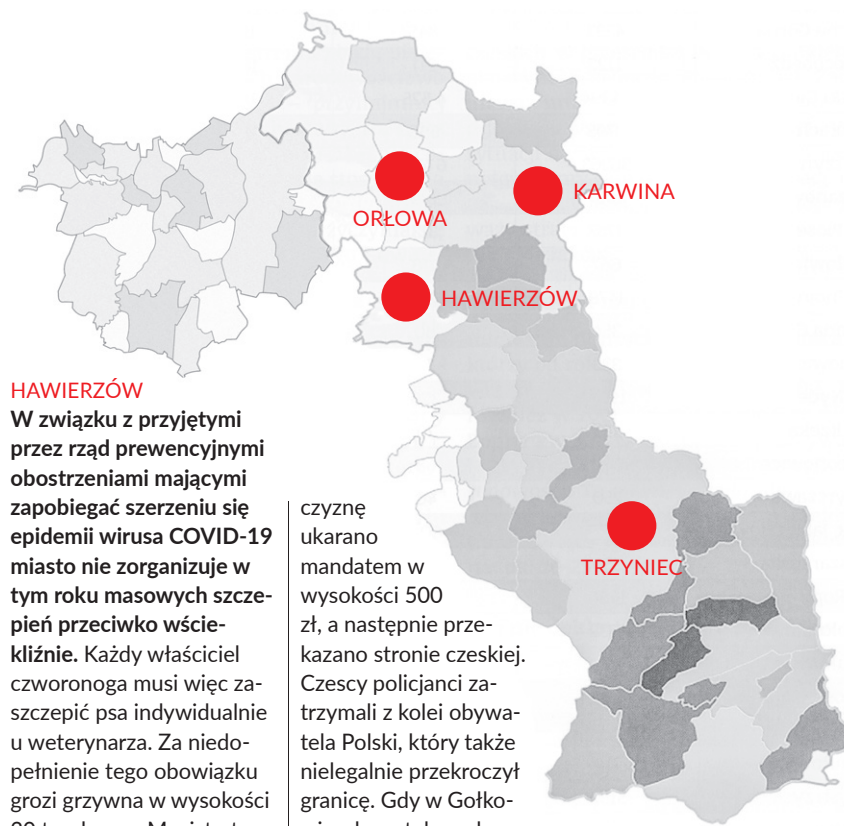 ORŁOWA
KARWINA
HAWIERZÓW
TRZYNIEC
HAWIERZÓW
W związku z przyjętymi
przez rząd prewencyjnymi
obostrzeniami mającymi
zapobiegać szerzeniu się
epidemii wirusa COVID-19
miasto nie zorganizuje w
tym roku masowych szcze-
pień przeciwko wście-
kliźnie. Każdy właściciel
czworonoga musi więc za-
szczepić psa indywidualnie
u weterynarza. Za niedo-
pełnienie tego obowiązku
grozi grzywna w wysokości
czyznę
ukarano
mandatem w
wysokości 500
zł, a następnie prze-
kazano stronie czeskiej.
Czescy policjanci za-
trzymali z kolei obywa-
tela Polski, który także
nielegalnie przekroczył
granicę. Gdy w Gołko-